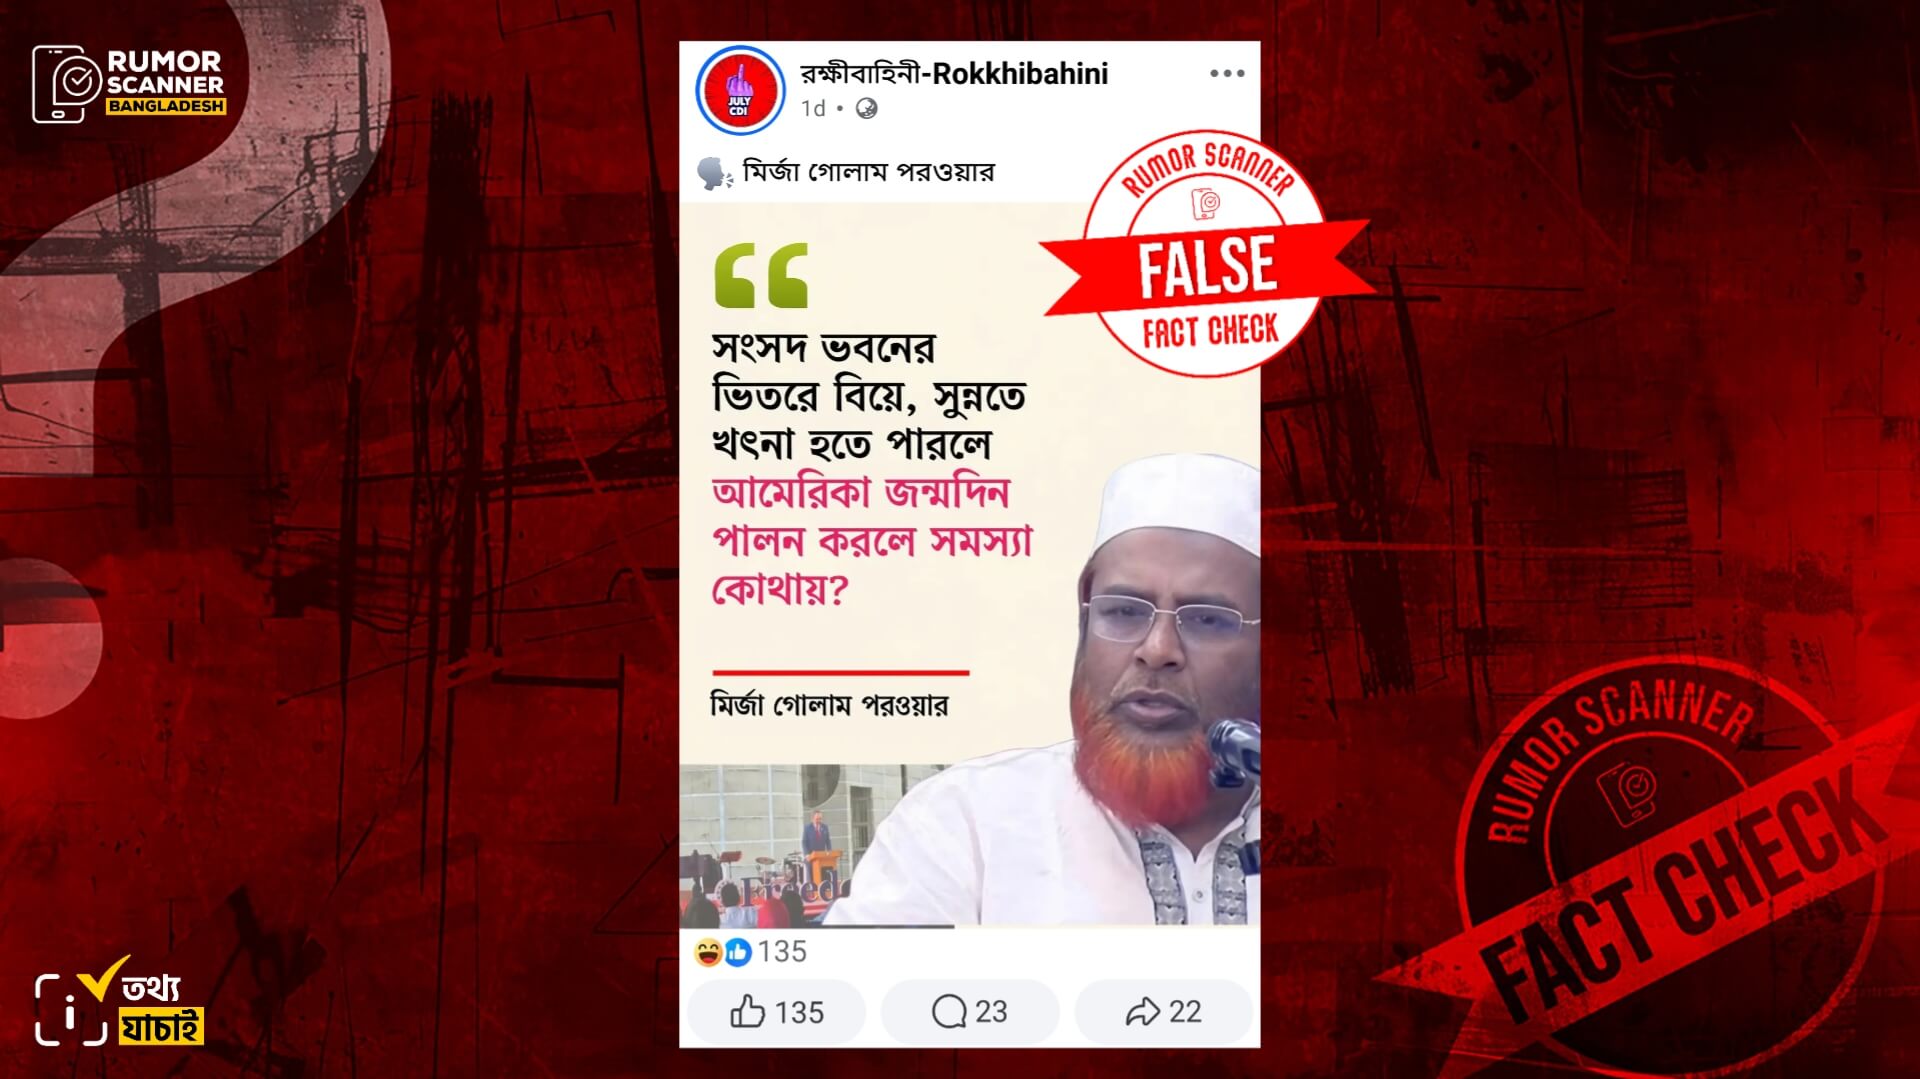 RUMOR
SCANNER
BANGLADESH
রক্ষীবাহিনী-Rokkhibahini
1d
JULY
CDI
মির্জা গোলাম পরওয়ার
RUMOR SCANNER
FALSE
FACT CHECK
সংসদ ভবনের
ভিতরে বিয়ে, সুন্নতে
খৎনা হতে পারলে
আমেরিকা জন্মদিন
পালন করলে সমস্যা
কোথায়?
মির্জা গোলাম পরওয়ার
Freed
135
135
23
22
RUMOR SCANNER
FACT CHECK
তথ্য
যাচাই